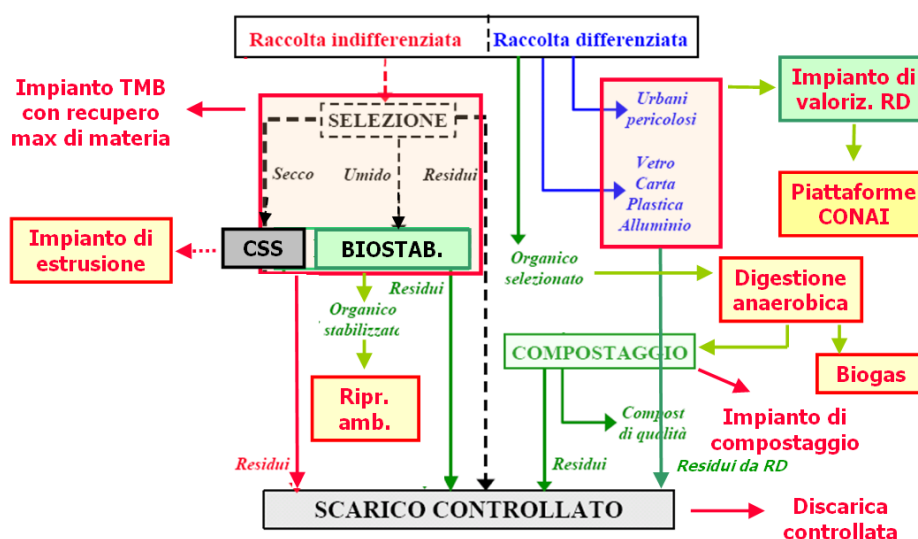 Raccolta indifferenziata
Raccolta differenziata
Impianto TMB
con recupero
max di materia
SELEZIONE
Secco
Umido
Residui
Urbani
pericolosi
Vetro
Carta
Plastica
Alluminio
Impianto di
valoriz. RD
Piattaforme
CONAI
Impianto di
estrusione
CSS
BIOSTAB.
Residui
Organico
stabilizzato
Organico
selezionato
Digestione
anaerobica
COMPOSTAGGIO
Biogas
Ripr.
amb.
Compost
di qualità
Impianto di
compostaggio
Residui
Residui
Residui da RD
SCARICO CONTROLLATO
Discarica
controllata